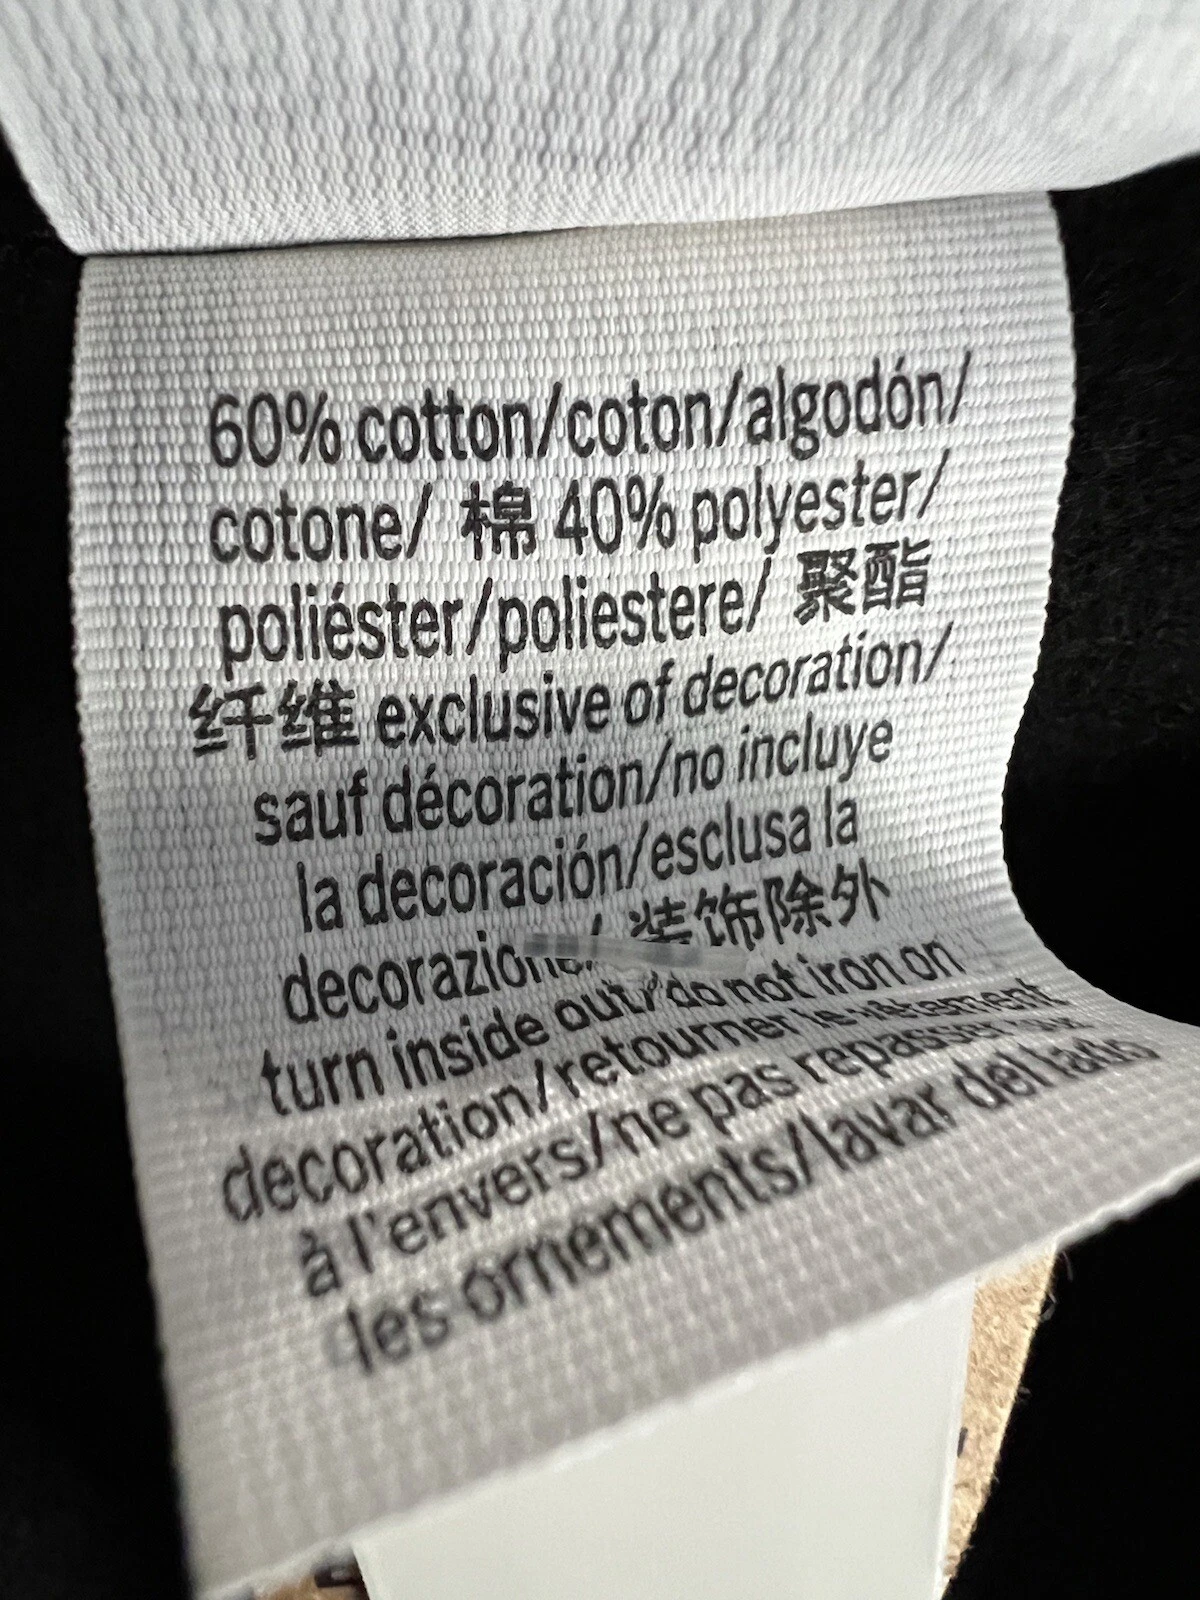 60% cotton/coton/algodón/
cotone/ 棉 40% polyester/
poliéster/poliestere/ 聚酯
纤维 exclusive of decoration/
sauf décoration/no incluye
la decoración/esclusa la
decorazione/ 装饰除外
turn inside out/do not iron on
decoration/retourner le vêtement
à l'envers/ne pas repasser sur
les ornements/lavar del lado